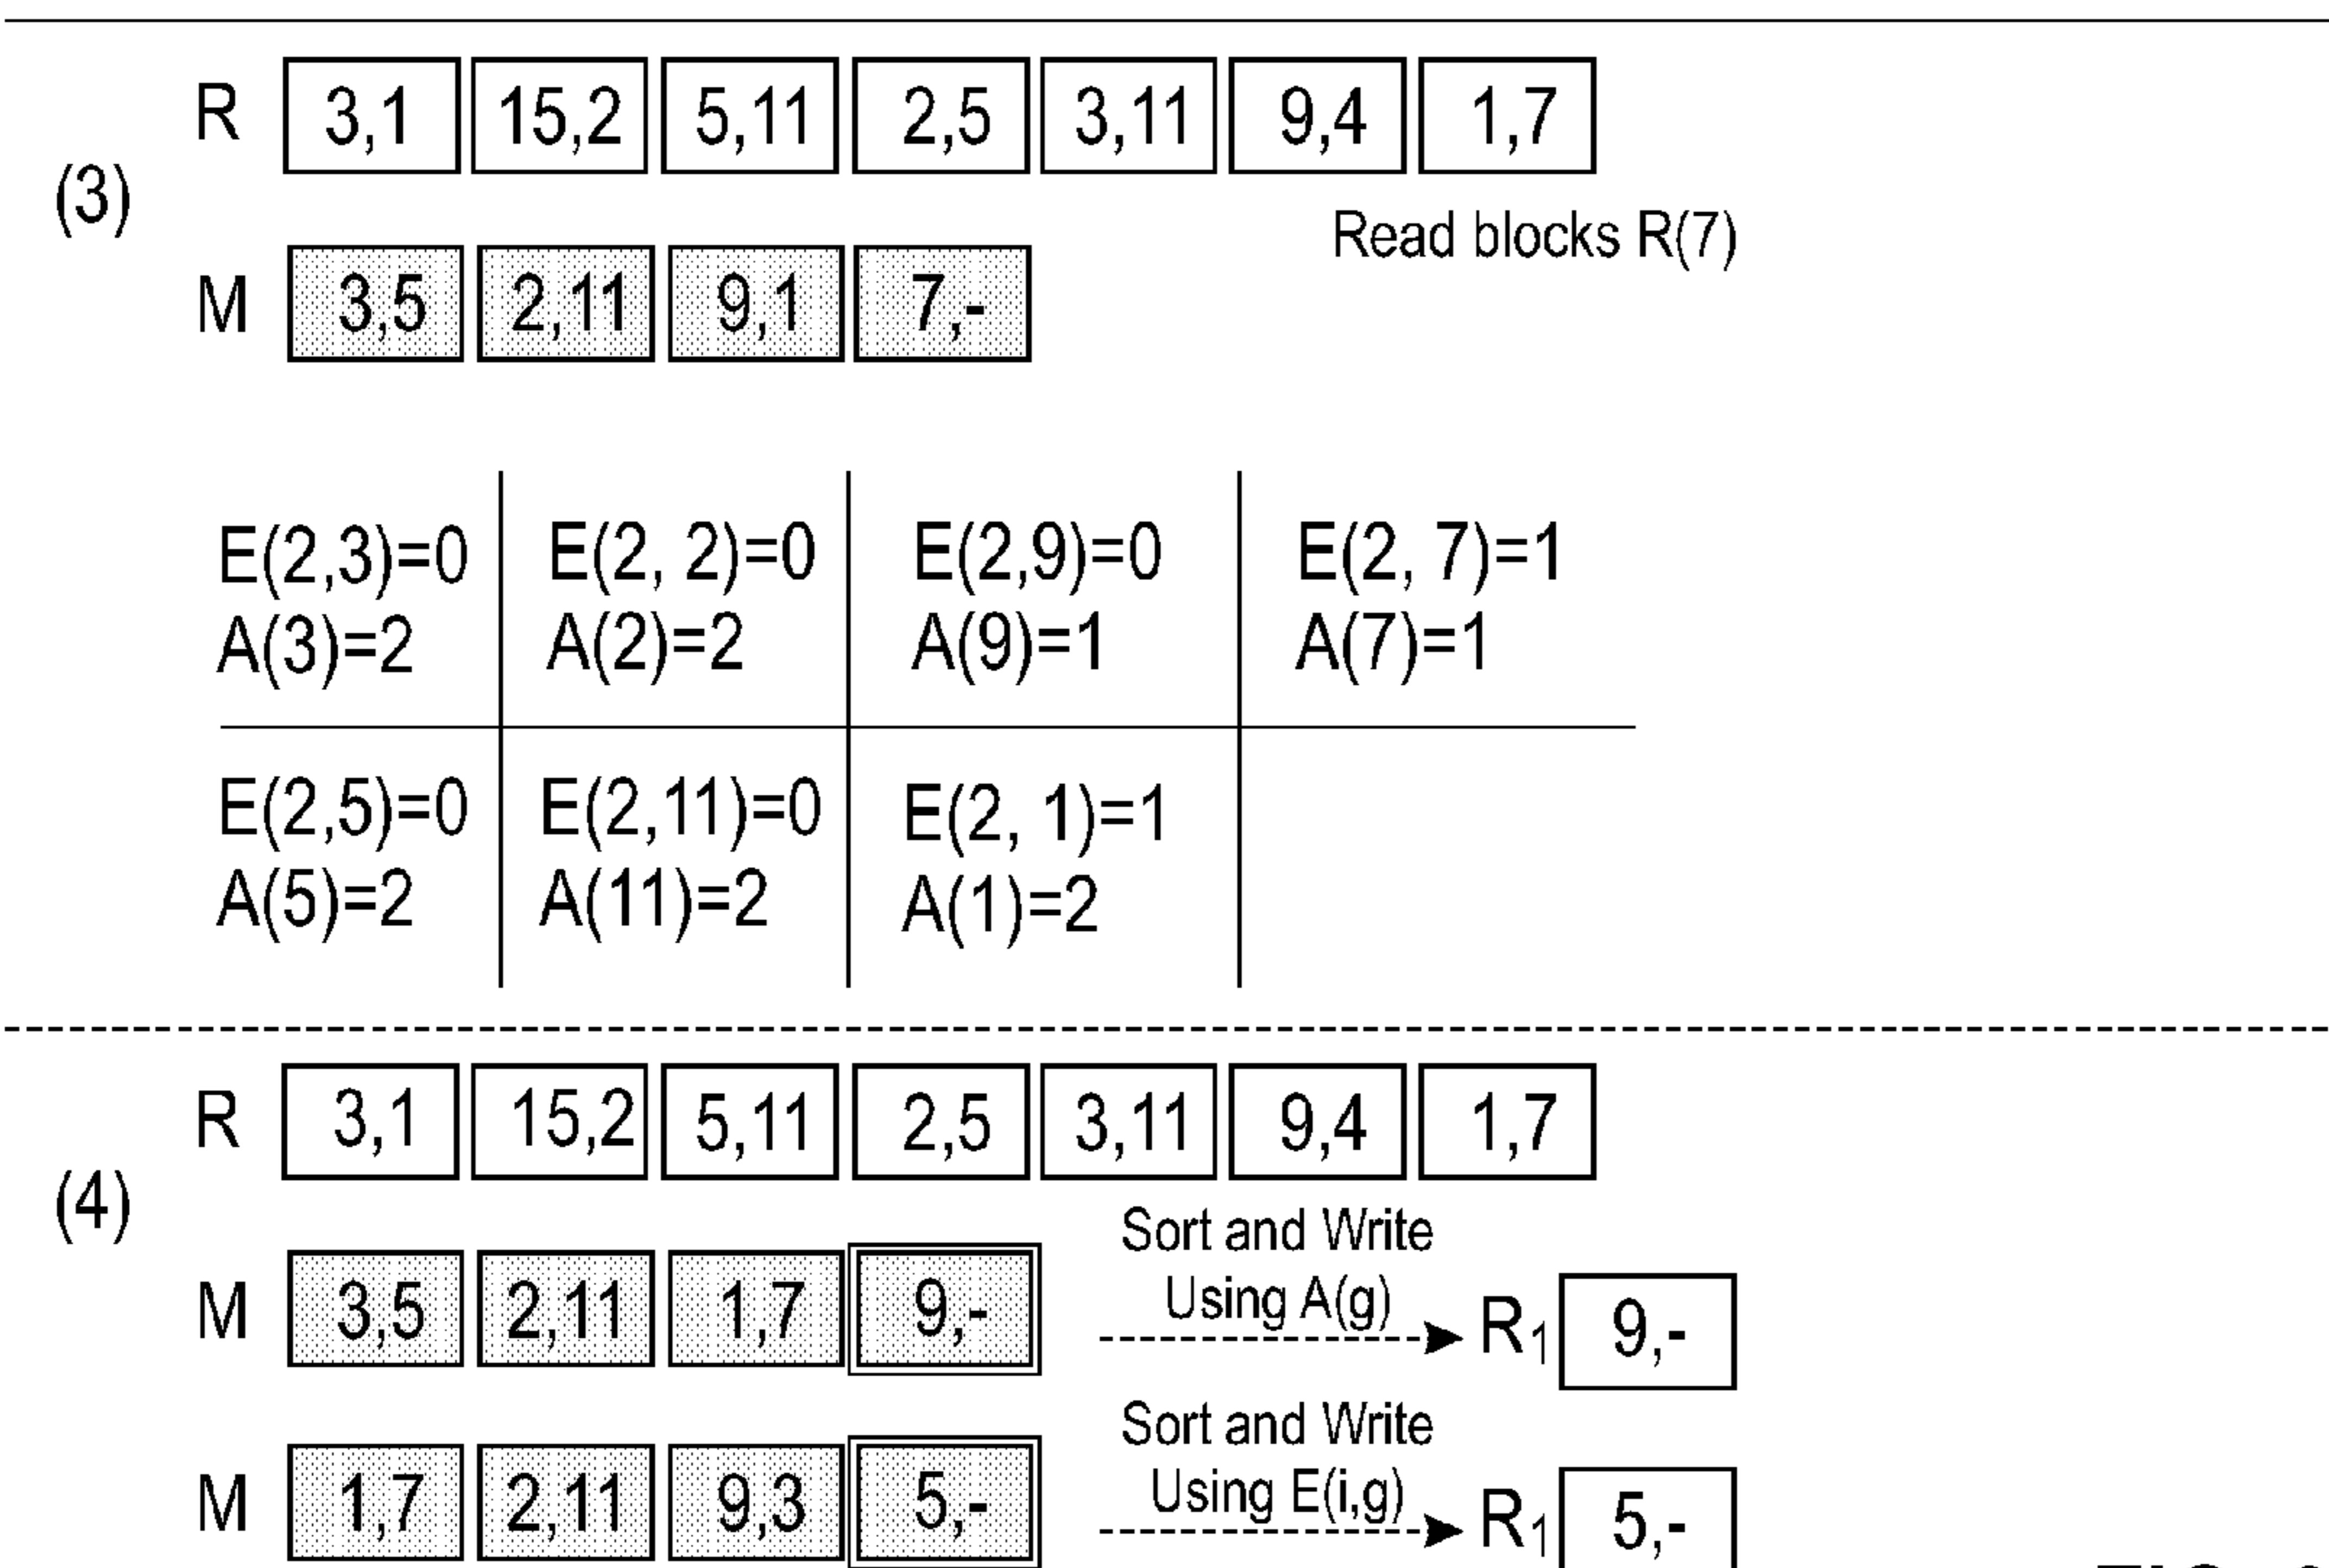 R 3,1 15,2 5,11 2,5 3,11 9,4 1,7
(3)
Read blocks R(7)
M 3,5 2,11 9,1 7,-
E(2,3)=0 E(2, 2)=0 E(2,9)=0 E(2, 7)=1
A(3)=2 A(2)=2 A(9)=1 A(7)=1
E(2,5)=0 E(2,11)=0 E(2, 1)=1
A(5)=2 A(11)=2 A(1)=2
R 3,1 15,2 5,11 2,5 3,11 9,4 1,7
(4)
Sort and Write
Using A(g)
M 3,5 2,11 1,7 9,- R1 9,-
Sort and Write
Using E(i,g)
M 1,7 2,11 9,3 5,- R1 5,-